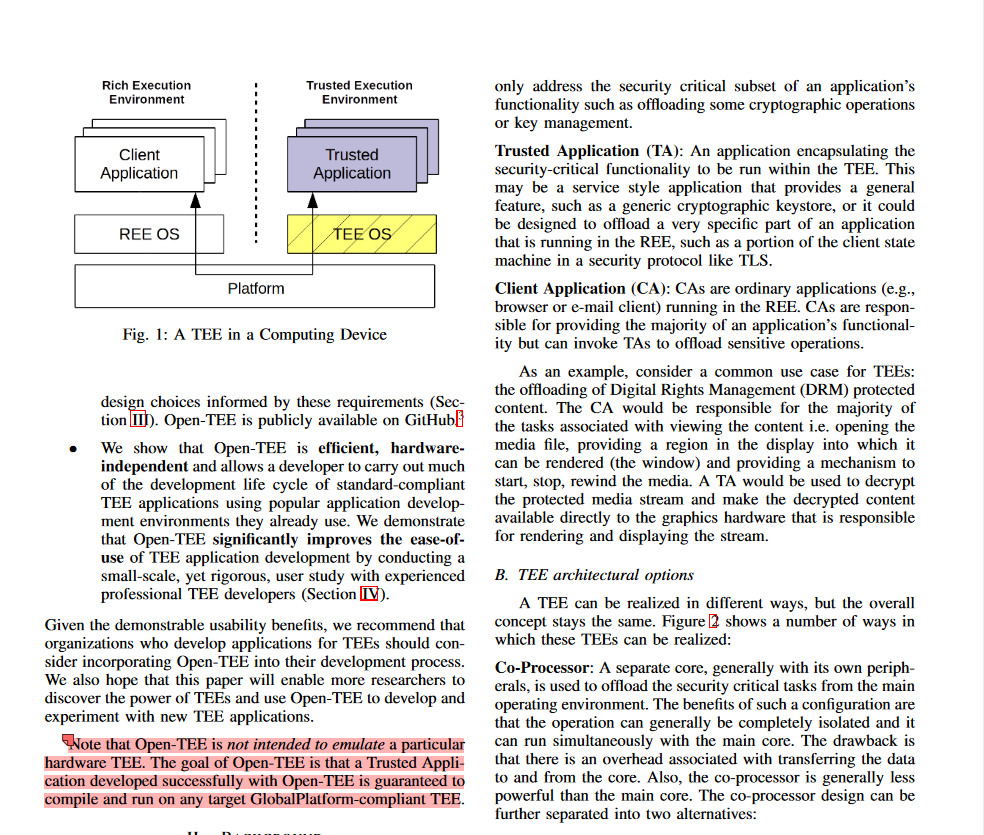 Rich Execution
Environment
Trusted Execution
Environment
Client
Application
Trusted
Application
REE OS
TEE OS
Platform
Fig. 1: A TEE in a Computing Device
design choices informed by these requirements (Sec-
tion III). Open-TEE is publicly available on GitHub.
• We show that Open-TEE is efficient, hardware-
independent and allows a developer to carry out much
of the development life cycle of standard-compliant
TEE applications using popular application develop-
ment environments they already use. We demonstrate
that Open-TEE significantly improves the ease-of-
use of TEE application development by conducting a
small-scale, yet rigorous, user study with experienced
professional TEE developers (Section IV).
Given the demonstrable usability benefits, we recommend that
organizations who develop applications for TEEs should con-
sider incorporating Open-TEE into their development process.
We also hope that this paper will enable more researchers to
discover the power of TEEs and use Open-TEE to develop and
experiment with new TEE applications.
Note that Open-TEE is not intended to emulate a particular
hardware TEE. The goal of Open-TEE is that a Trusted Appli-
cation developed successfully with Open-TEE is guaranteed to
compile and run on any target GlobalPlatform-compliant TEE.
only address the security critical subset of an application's
functionality such as offloading some cryptographic operations
or key management.
Trusted Application (TA): An application encapsulating the
security-critical functionality to be run within the TEE. This
may be a service style application that provides a general
feature, such as a generic cryptographic keystore, or it could
be designed to offload a very specific part of an application
that is running in the REE, such as a portion of the client state
machine in a security protocol like TLS.
Client Application (CA): CAs are ordinary applications (e.g.,
browser or e-mail client) running in the REE. CAs are respon-
sible for providing the majority of an application's functional-
ity but can invoke TAs to offload sensitive operations.
As an example, consider a common use case for TEEs:
the offloading of Digital Rights Management (DRM) protected
content. The CA would be responsible for the majority of
the tasks associated with viewing the content i.e. opening the
media file, providing a region in the display into which it
can be rendered (the window) and providing a mechanism to
start, stop, rewind the media. A TA would be used to decrypt
the protected media stream and make the decrypted content
available directly to the graphics hardware that is responsible
for rendering and displaying the stream.
B. TEE architectural options
A TEE can be realized in different ways, but the overall
concept stays the same. Figure 2 shows a number of ways in
which these TEEs can be realized:
Co-Processor: A separate core, generally with its own periph-
erals, is used to offload the security critical tasks from the main
operating environment. The benefits of such a configuration are
that the operation can generally be completely isolated and it
can run simultaneously with the main core. The drawback is
that there is an overhead associated with transferring the data
to and from the core. Also, the co-processor is generally less
powerful than the main core. The co-processor design can be
further separated into two alternatives: